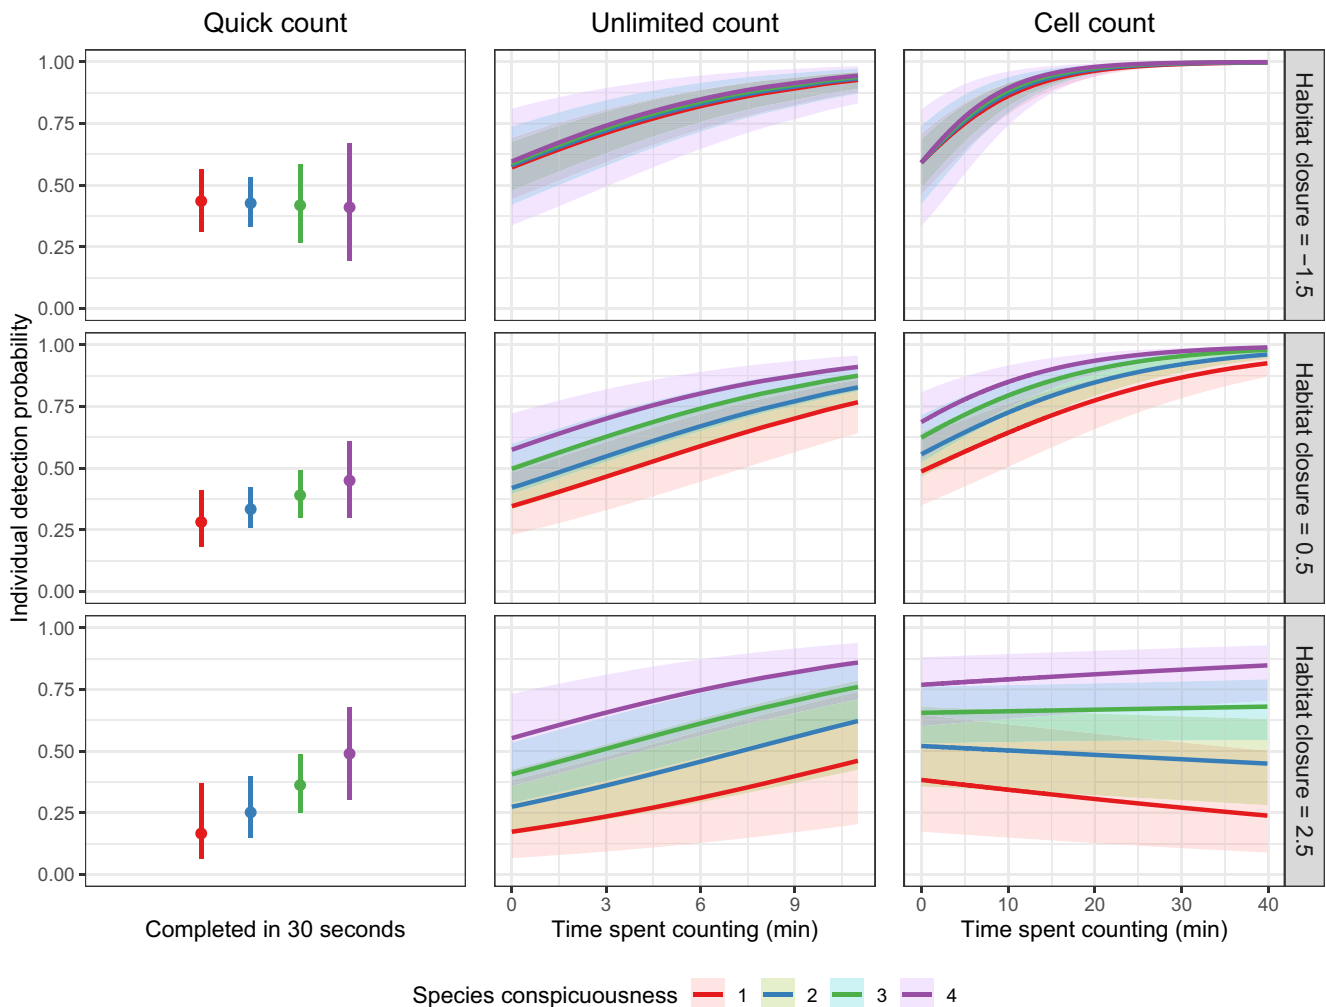 Quick count Unlimited count Cell count
Individual detection probability
1.00
0.75
0.50
0.25
0.00
Habitat closure = −1.5
1.00
0.75
0.50
0.25
0.00
Habitat closure = 0.5
1.00
0.75
0.50
0.25
0.00
Habitat closure = 2.5
0 3 6 9 0 10 20 30 40
Completed in 30 seconds Time spent counting (min) Time spent counting (min)
Species conspicuousness 1 2 3 4